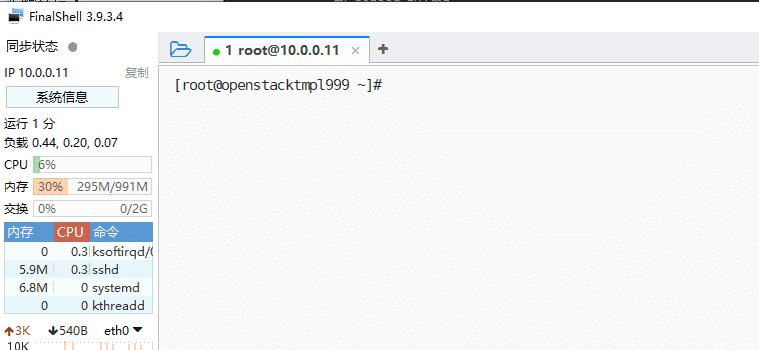 FinalShell 3.9.3.4
同步状态
IP 10.0.0.11 复制
系统信息
运行 1 分
负载 0.44, 0.20, 0.07
CPU 6%
内存 30% 295M/991M
交换 0% 0/2G
内存 CPU 命令
0 0.3 ksoftirqd/0
5.9M 0.3 sshd
6.8M 0 systemd
0 0 kthreadd
3K 540B eth0
10K
1 root@10.0.0.11
[root@openstacktmpl999 ~]#